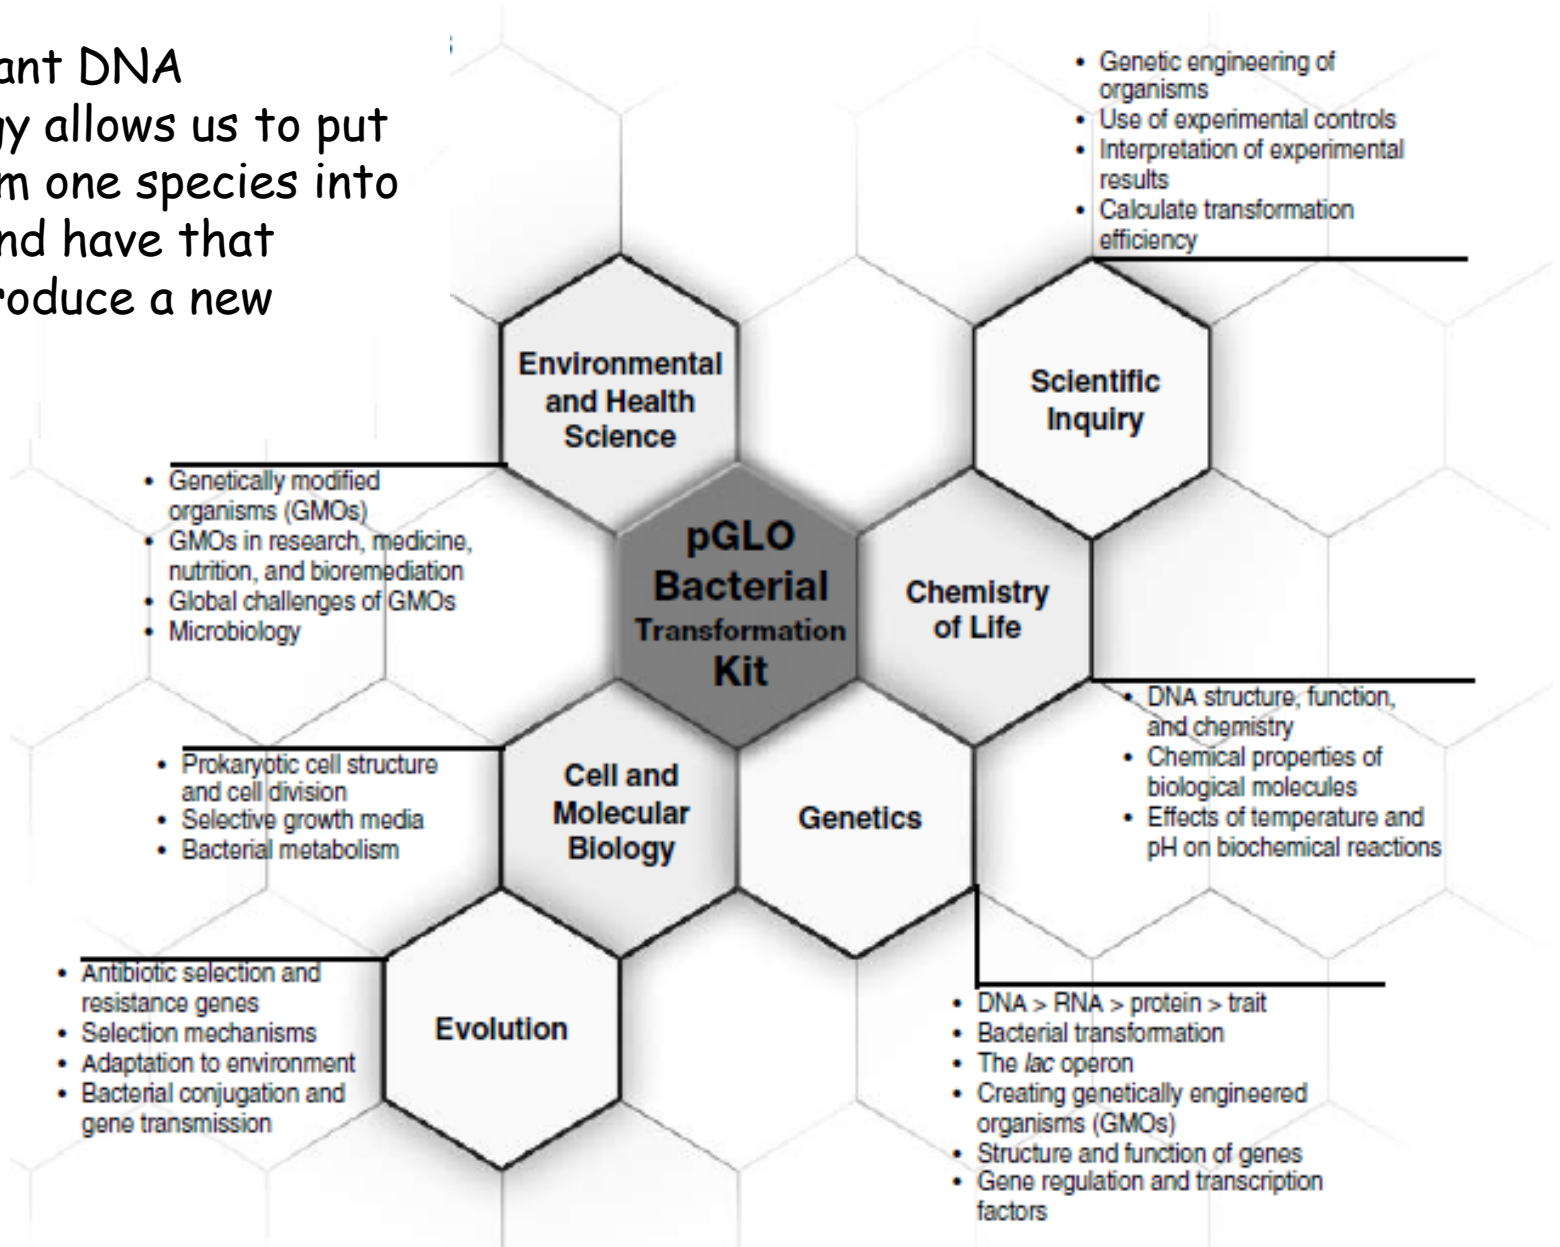 ant DNA
gy allows us to put
m one species into
nd have that
roduce a new
• Genetic engineering of
organisms
• Use of experimental controls
• Interpretation of experimental
results
• Calculate transformation
efficiency
Environmental
and Health
Science
Scientific
Inquiry
• Genetically modified
organisms (GMOs)
• GMOs in research, medicine,
nutrition, and bioremediation
• Global challenges of GMOs
• Microbiology
pGLO
Bacterial
Transformation
Kit
Chemistry
of Life
• DNA structure, function,
and chemistry
• Chemical properties of
biological molecules
• Effects of temperature and
pH on biochemical reactions
• Prokaryotic cell structure
and cell division
• Selective growth media
• Bacterial metabolism
Cell and
Molecular
Biology
Genetics
• Antibiotic selection and
resistance genes
• Selection mechanisms
• Adaptation to environment
• Bacterial conjugation and
gene transmission
Evolution
• DNA > RNA > protein > trait
• Bacterial transformation
• The lac operon
• Creating genetically engineered
organisms (GMOs)
• Structure and function of genes
• Gene regulation and transcription
factors